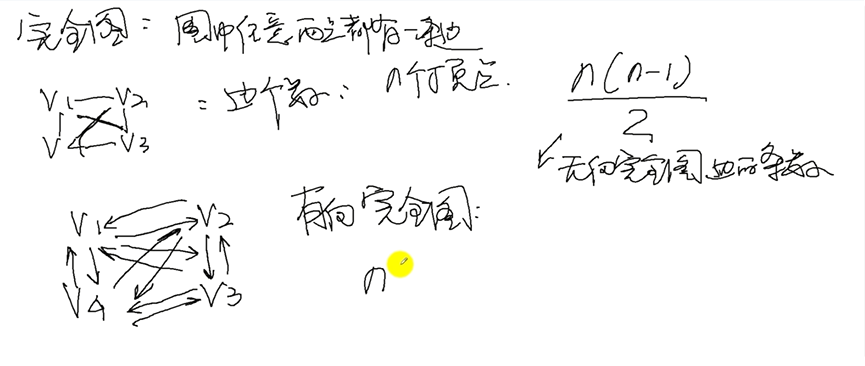 完全图：图中任意两点都有一条边
V1 V2
V4 V3
：边个数：n个顶点.
n(n-1)
2
无向完全图边的条数
有向完全图：
V1 V2
V4 V3
n